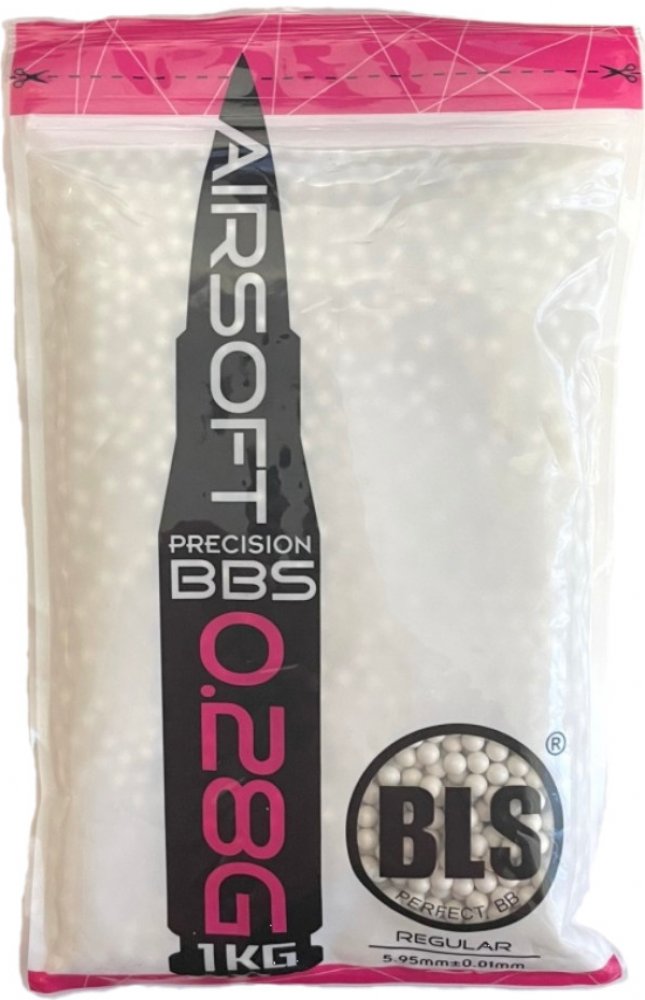 AIRSOFT
PRECISION
BBS
0.28G
1KG
®
BLS
PERFECT BB
REGULAR
5.95mm±0.01mm